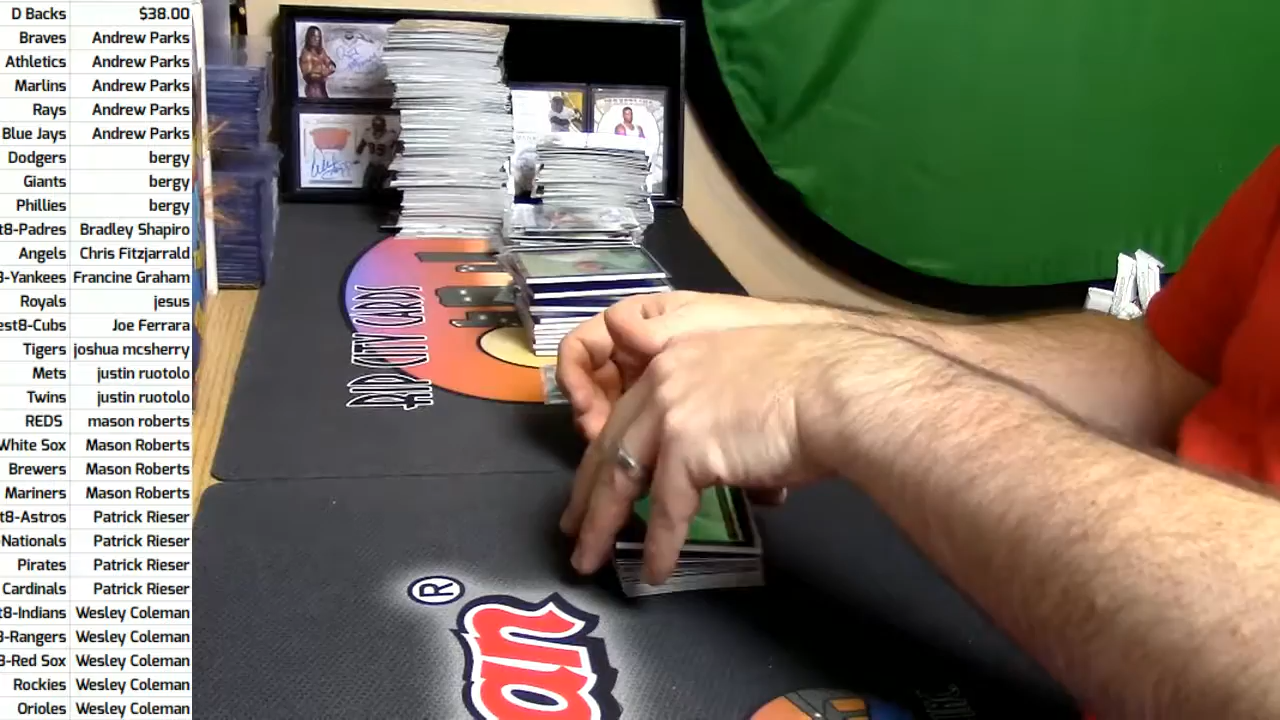 D Backs $38.00
Braves Andrew Parks
Athletics Andrew Parks
Marlins Andrew Parks
Rays Andrew Parks
Blue Jays Andrew Parks
Dodgers bergy
Giants bergy
Phillies bergy
t8-Padres Bradley Shapiro
Angels Chris Fitzjarrald
3-Yankees Francine Graham
Royals jesus
est8-Cubs Joe Ferrara
Tigers joshua mcsherry
Mets justin ruotolo
Twins justin ruotolo
REDS mason roberts
White Sox Mason Roberts
Brewers Mason Roberts
Mariners Mason Roberts
t8-Astros Patrick Rieser
Nationals Patrick Rieser
Pirates Patrick Rieser
Cardinals Patrick Rieser
t8-Indians Wesley Coleman
3-Rangers Wesley Coleman
3-Red Sox Wesley Coleman
Rockies Wesley Coleman
Orioles Wesley Coleman
RIP CITY CARDS
an ®